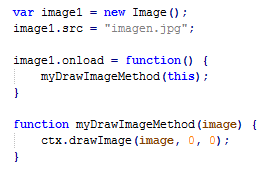 var image1 = new Image();
image1.src = "imagen.jpg";
image1.onload = function() {
    myDrawImageMethod(this);
}
function myDrawImageMethod(image) {
    ctx.drawImage(image, 0, 0);
}